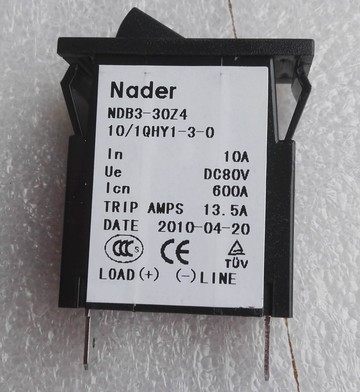 Nader
NDB3-30Z4
10/1QHY1-3-0
In 10A
Ue DC80V
Icn 600A
TRIP AMPS 13.5A
DATE 2010-04-20
CCC S CE TÜV
LOAD(+) (-)LINE